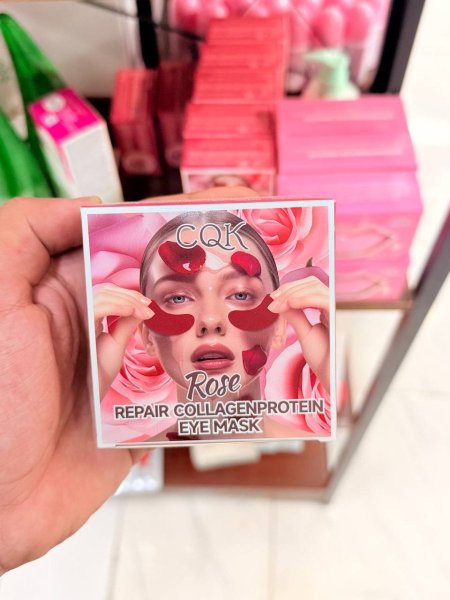 CQK
Rose
REPAIR COLLAGENPROTEIN
EYE MASK